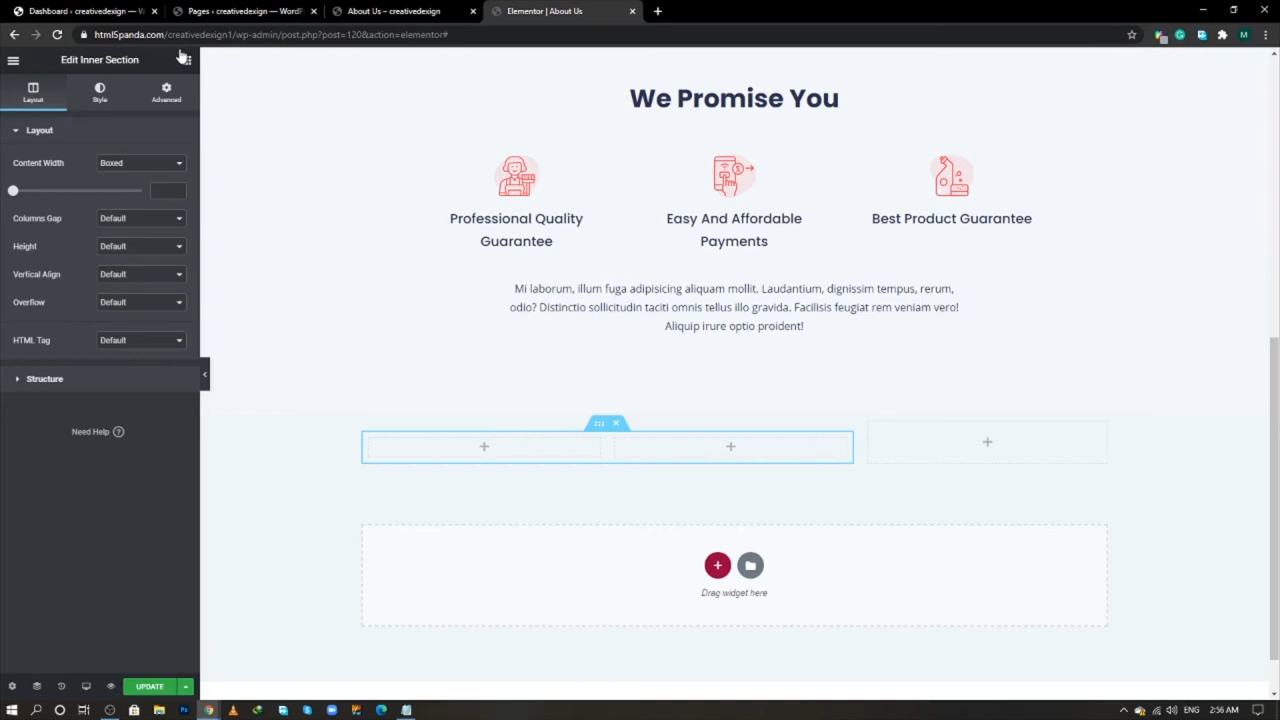 Dashboard ‹ creativedesign — W
Pages ‹ creativedesign — WordP
About Us – creativedesign
Elementor | About Us
html5panda.com/creativedesign1/wp-admin/post.php?post=120&action=elementor#
M
Edit Inner Section
Layout
Style
Advanced
Layout
Content Width
Boxed
Columns Gap
Default
Height
Default
Vertical Align
Default
Overflow
Default
HTML Tag
Default
Structure
Need Help
UPDATE
We Promise You
Professional Quality
Guarantee
Easy And Affordable
Payments
Best Product Guarantee
Mi laborum, illum fuga adipisicing aliquam mollit. Laudantium, dignissim tempus, rerum,
odio? Distinctio sollicitudin taciti omnis tellus illo gravida. Facilisis feugiat rem veniam vero!
Aliquip irure optio proident!
Drag widget here
ENG
2:56 AM